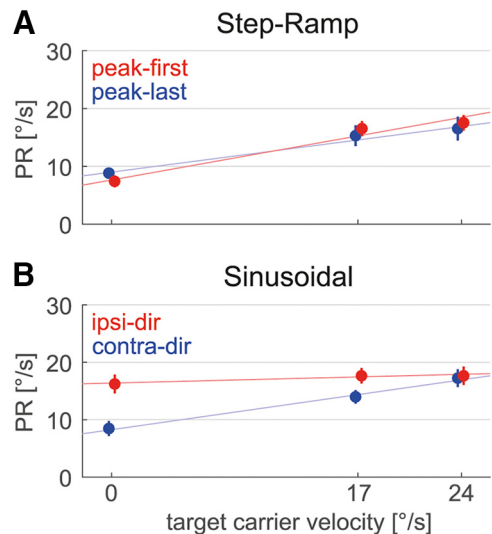 A
Step-Ramp
30
peak-first
peak-last
20
PR [°/s]
10
0
B
Sinusoidal
30
ipsi-dir
contra-dir
20
PR [°/s]
10
0
0 17 24
target carrier velocity [°/s]